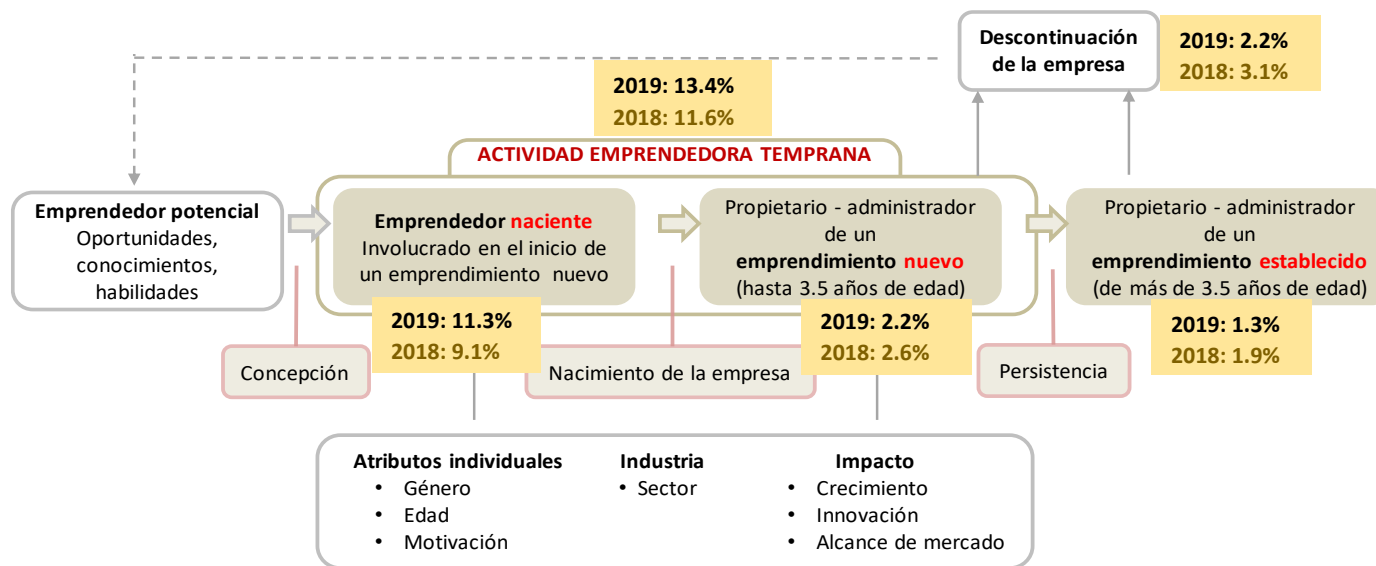 Descontinuación
de la empresa
2019: 2.2%
2018: 3.1%
2019: 13.4%
2018: 11.6%
ACTIVIDAD EMPRENDEDORA TEMPRANA
Emprendedor potencial
Oportunidades,
conocimientos,
habilidades
Emprendedor naciente
Involucrado en el inicio de
un emprendimiento nuevo
Propietario - administrador
de un
emprendimiento nuevo
(hasta 3.5 años de edad)
Propietario - administrador
de un
emprendimiento establecido
(de más de 3.5 años de edad)
2019: 11.3%
2018: 9.1%
2019: 2.2%
2018: 2.6%
2019: 1.3%
2018: 1.9%
Concepción
Nacimiento de la empresa
Persistencia
Atributos individuales
• Género
• Edad
• Motivación
Industria
• Sector
Impacto
• Crecimiento
• Innovación
• Alcance de mercado